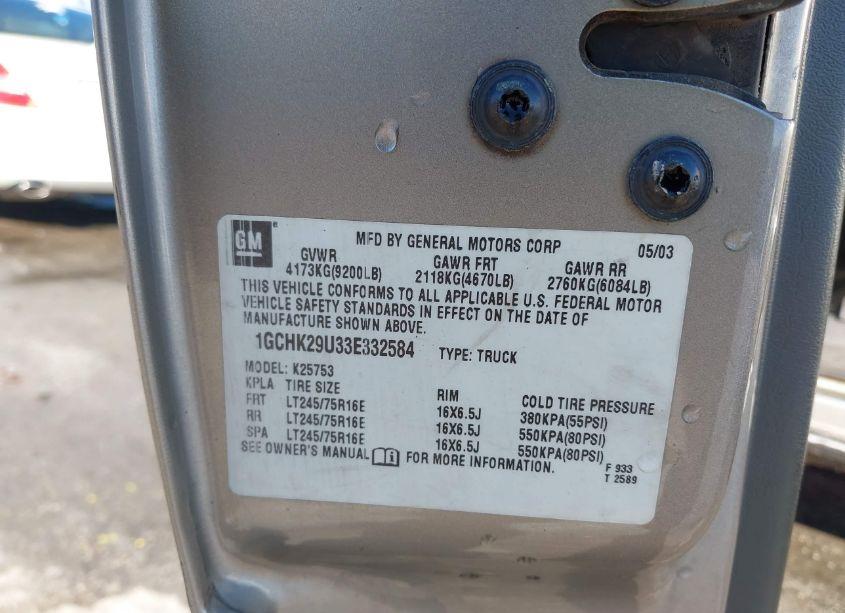 GM ®
MFD BY GENERAL MOTORS CORP 05/03
GVWR GAWR FRT GAWR RR
4173KG(9200LB) 2118KG(4670LB) 2760KG(6084LB)
THIS VEHICLE CONFORMS TO ALL APPLICABLE U.S. FEDERAL MOTOR
VEHICLE SAFETY STANDARDS IN EFFECT ON THE DATE OF
MANUFACTURE SHOWN ABOVE.
1GCHK29U33E332584 TYPE: TRUCK
MODEL: K25753
KPLA TIRE SIZE RIM COLD TIRE PRESSURE
FRT LT245/75R16E 16X6.5J 380KPA(55PSI)
RR LT245/75R16E 16X6.5J 550KPA(80PSI)
SPA LT245/75R16E 16X6.5J 550KPA(80PSI)
SEE OWNER'S MANUAL FOR MORE INFORMATION.
F 933
T 2589